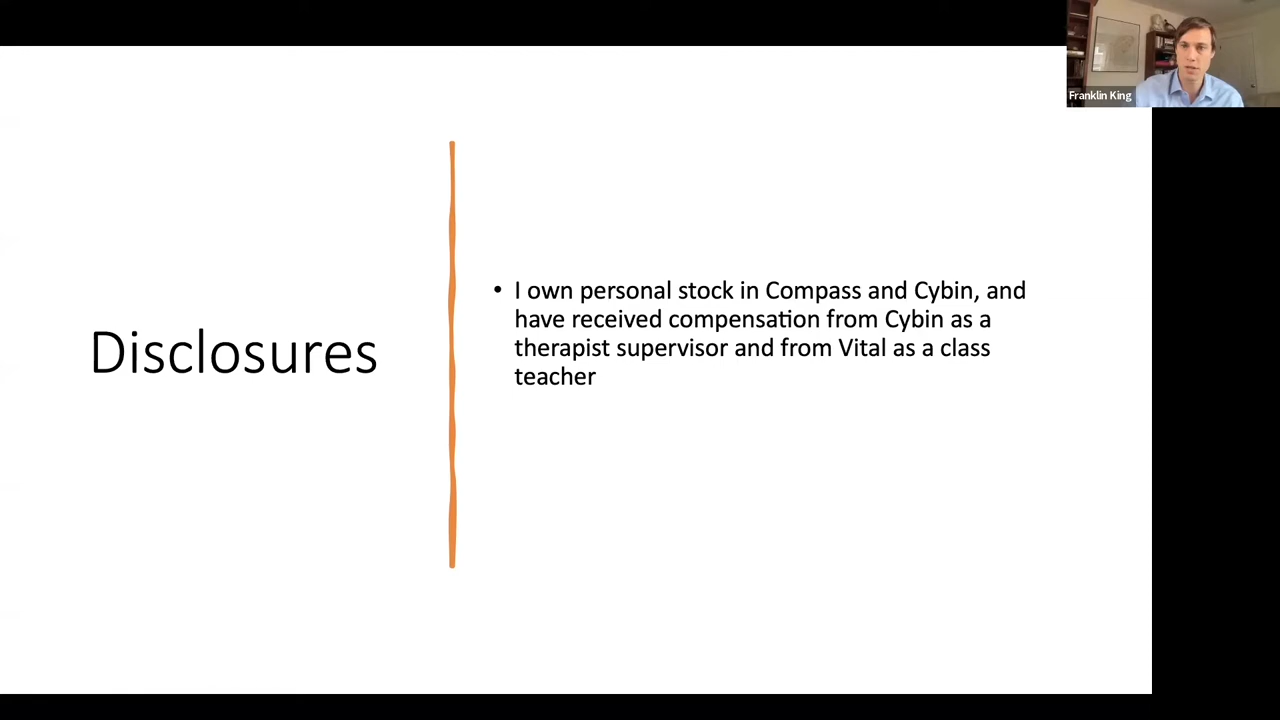 Franklin King
Disclosures
• I own personal stock in Compass and Cybin, and
have received compensation from Cybin as a
therapist supervisor and from Vital as a class
teacher